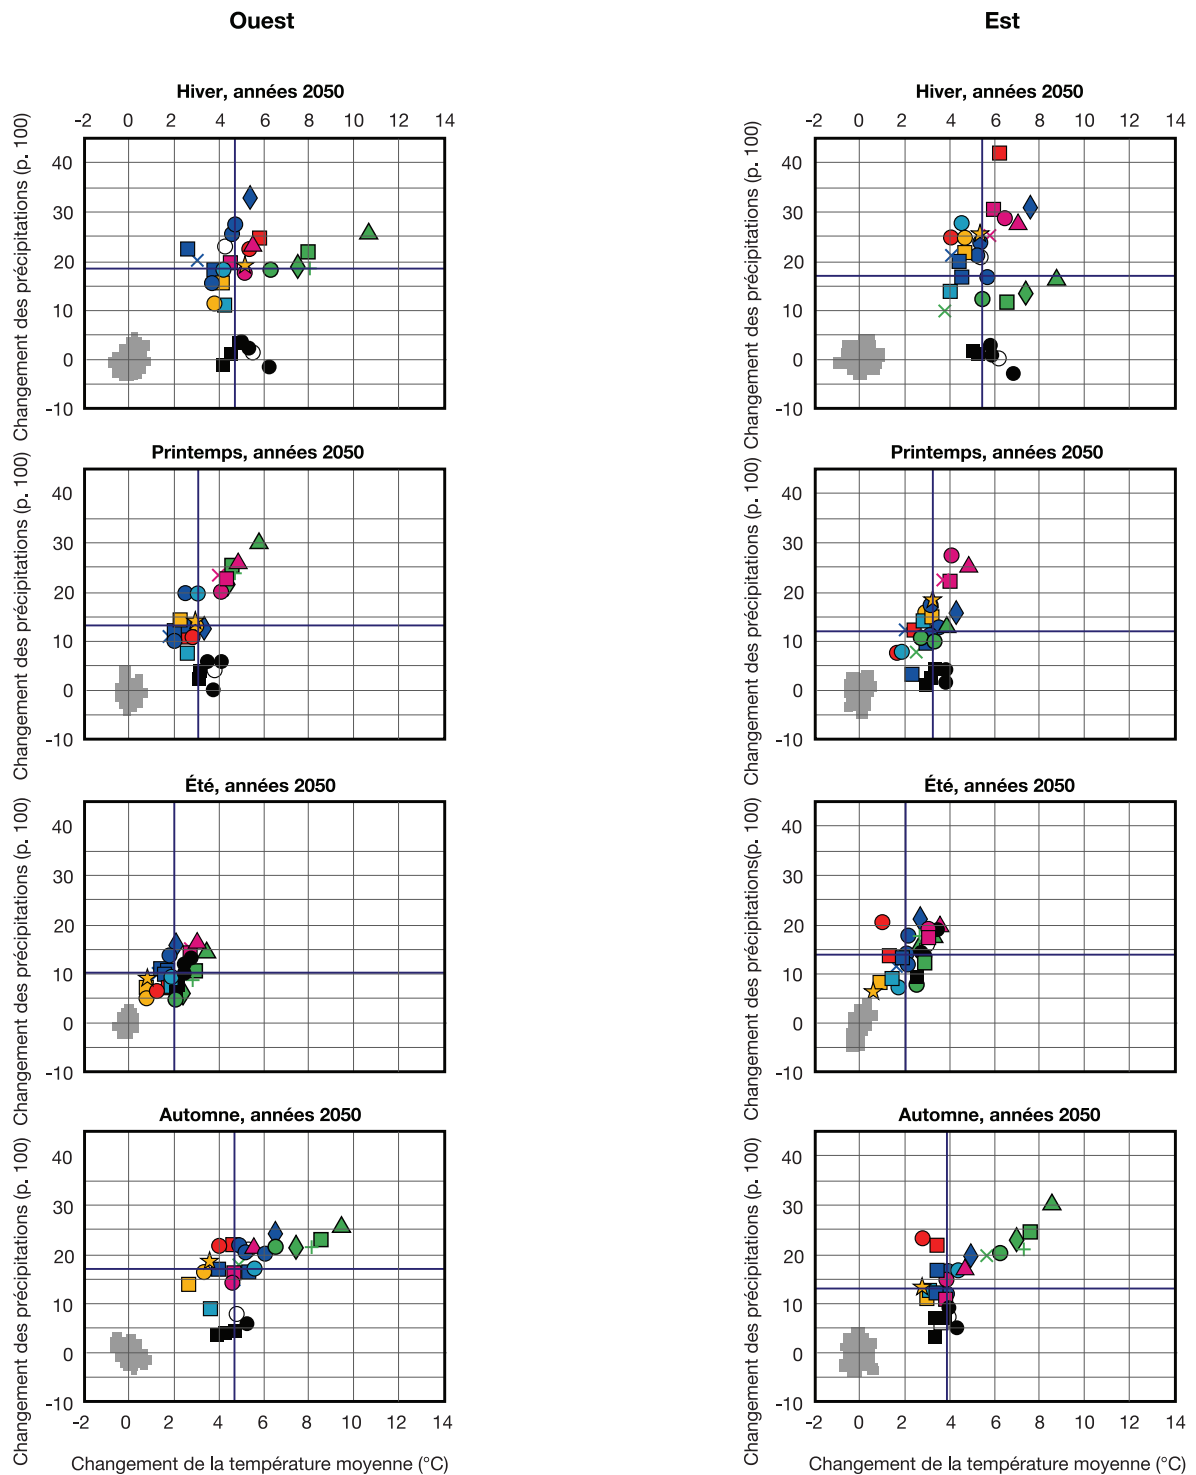 Ouest
Est
Hiver, années 2050
-2 0 2 4 6 8 10 12 14
Changement des précipitations (p. 100)
40
30
20
10
0
-10
Hiver, années 2050
-2 0 2 4 6 8 10 12 14
Changement des précipitations (p. 100)
40
30
20
10
0
-10
Printemps, années 2050
Changement des précipitations (p. 100)
40
30
20
10
0
-10
Printemps, années 2050
Changement des précipitations (p. 100)
40
30
20
10
0
-10
Été, années 2050
Changement des précipitations (p. 100)
40
30
20
10
0
-10
Été, années 2050
Changement des précipitations(p. 100)
40
30
20
10
0
-10
Automne, années 2050
Changement des précipitations (p. 100)
40
30
20
10
0
-10
-2 0 2 4 6 8 10 12 14
Changement de la température moyenne (°C)
Automne, années 2050
Changement des précipitations (p. 100)
40
30
20
10
0
-10
-2 0 2 4 6 8 10 12 14
Changement de la température moyenne (°C)